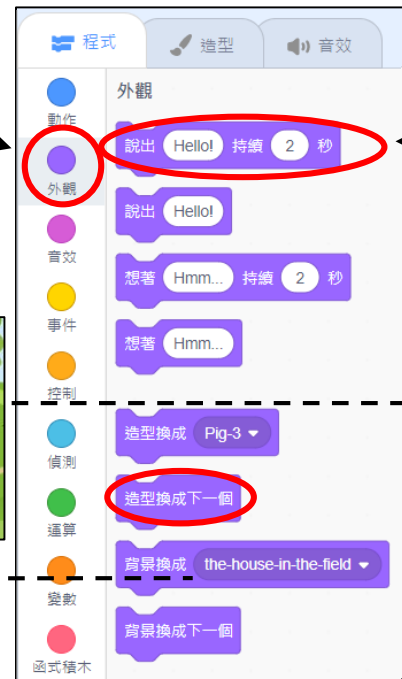 程式
造型
音效
動作
外觀
音效
事件
控制
偵測
運算
變數
函式積木
外觀
說出 Hello! 持續 2 秒
說出 Hello!
想著 Hmm... 持續 2 秒
想著 Hmm...
造型換成 Pig-3
造型換成下一個
背景換成 the-house-in-the-field
背景換成下一個